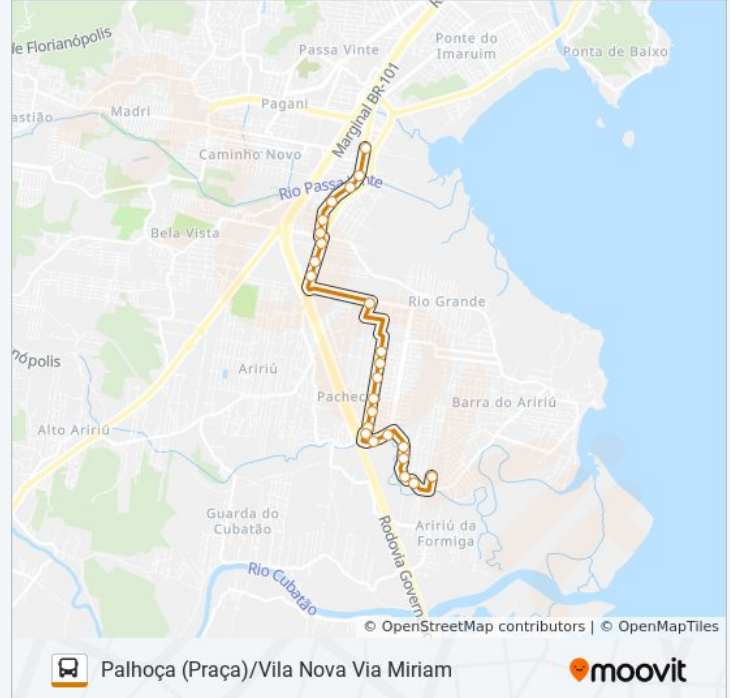 de Florianópolis
Passa Vinte
Ponte do
Imaruim
Ponta de Baixo
Marginal BR-101
Pagani
Madri
astião
Caminho Novo
Rio Passa Vinte
Bela Vista
Rio Grande
nópolis
Aririú
Pacheco
Barra do Aririú
Alto Aririú
Guarda do
Cubatão
Aririú da
Formiga
Rodovia Govern
Rio Cubatão
© OpenStreetMap contributors | © OpenMapTiles
Palhoça (Praça)/Vila Nova Via Miriam
moovit